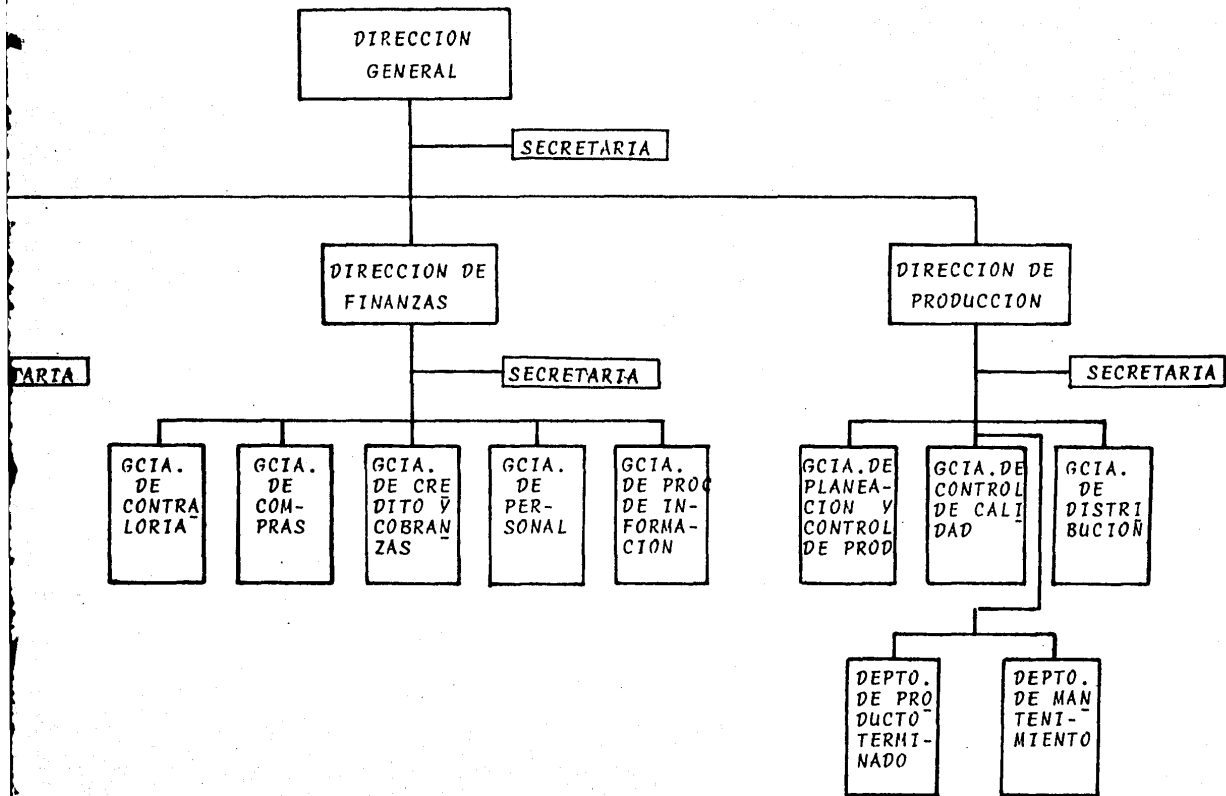 DIRECCION
GENERAL
SECRETARIA
DIRECCION DE
FINANZAS
DIRECCION DE
PRODUCCION
TARIA
SECRETARIA
SECRETARIA
GCIA.
DE
CONTRA
LORIA
GCIA.
DE
COM-
PRAS
GCIA.
DE CRE
DITO Y
COBRAN
ZAS
GCIA.
DE
PER-
SONAL
GCIA.
DE PROC
DE IN-
FORMA-
CION
GCIA.DE
PLANEA-
CION Y
CONTROL
DE PROD
GCIA.DE
CONTROL
DE CALI
DAD
GCIA.
DE
DISTRI
BUCION
DEPTO.
DE PRO
DUCTO
TERMI-
NADO
DEPTO.
DE MAN
TENI-
MIENTO